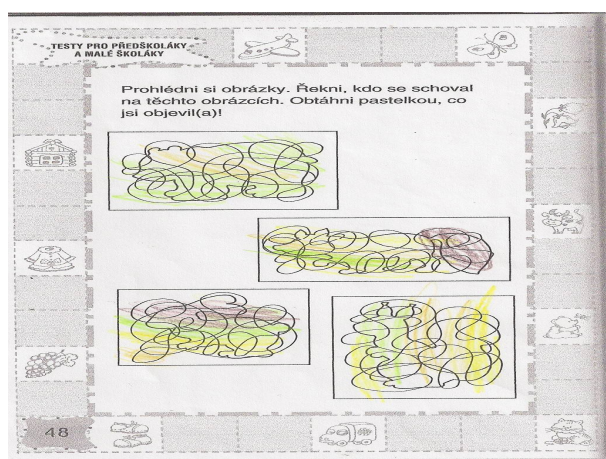 TESTY PRO PŘEDŠKOLÁKY
A MALÉ ŠKOLÁKY
Prohlédni si obrázky. Řekni, kdo se schoval
na těchto obrázcích. Obtáhni pastelkou, co
jsi objevil(a)!
48